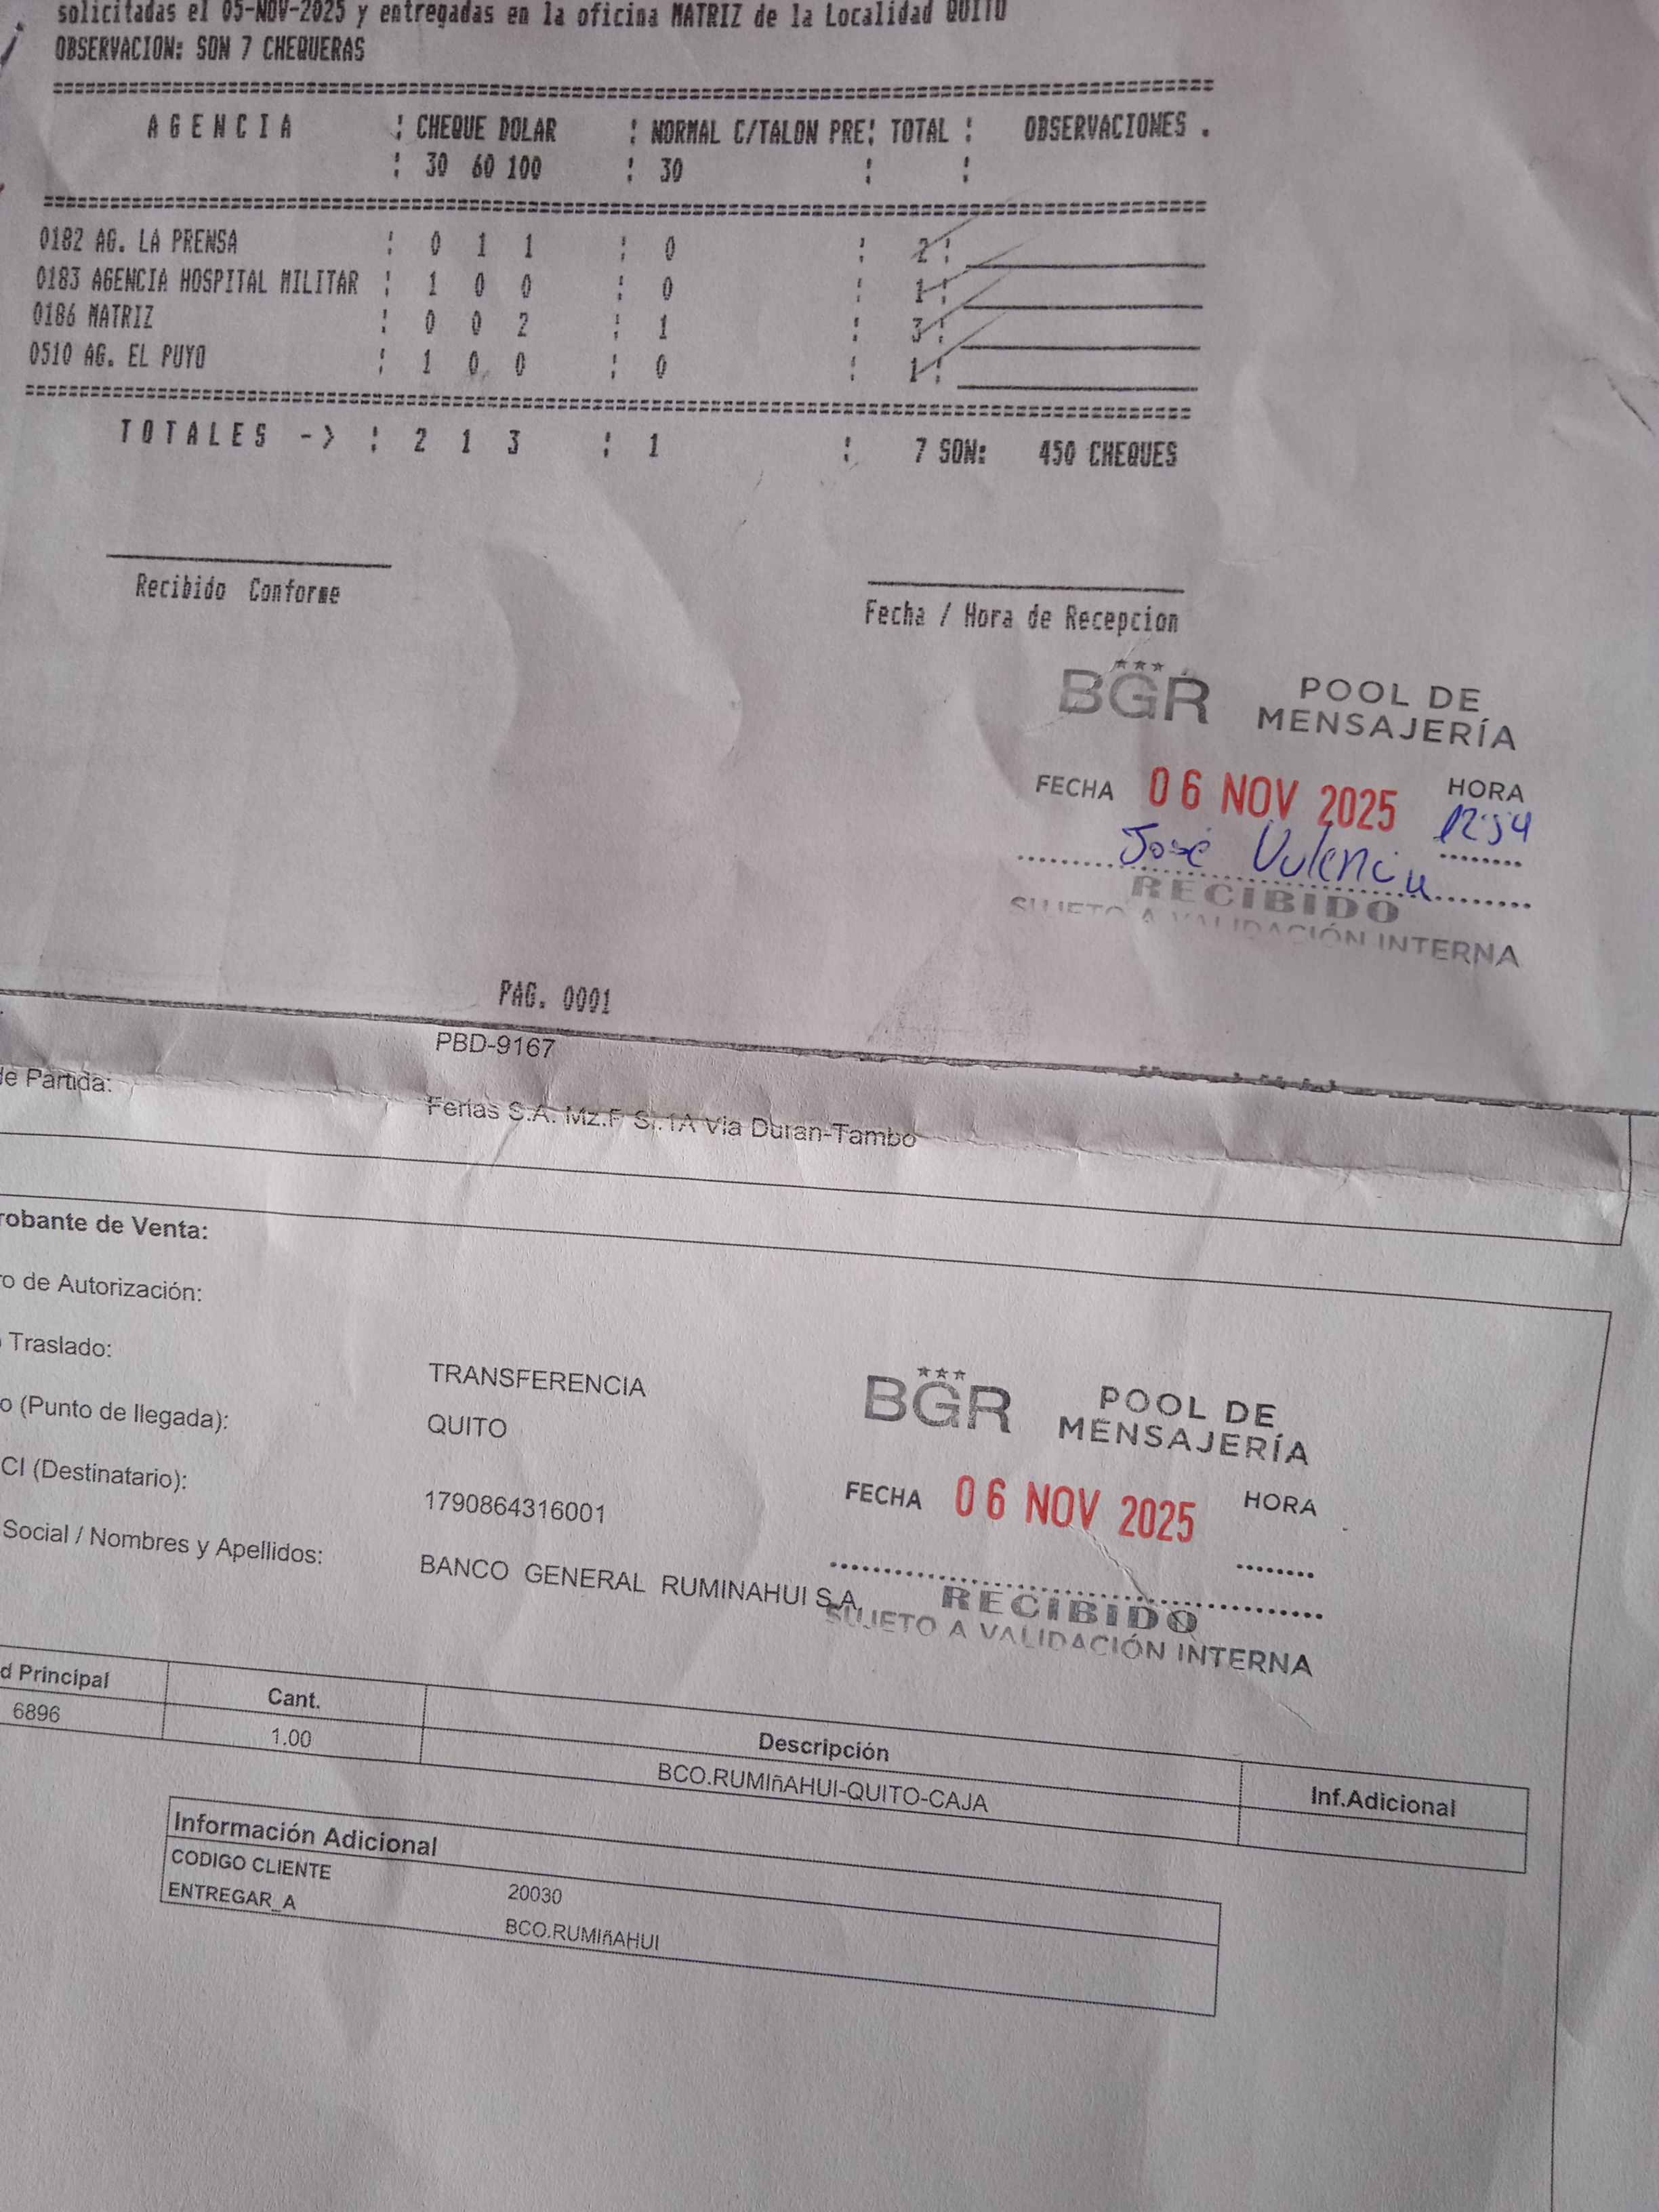 solicitadas el 05-NOV-2025 y entregadas en la oficina MATRIZ de la Localidad QUITO
OBSERVACION: SON 7 CHEQUERAS
A G E N C I A ¦ CHEQUE DOLAR ¦ NORMAL C/TALON PRE¦ TOTAL ¦ OBSERVACIONES .
¦ 30 60 100 ¦ 30 ¦ ¦
0182 AG. LA PRENSA ¦ 0 1 1 ¦ 0 ¦ 2 ¦
0183 AGENCIA HOSPITAL MILITAR ¦ 1 0 0 ¦ 0 ¦ 1 ¦
0186 MATRIZ ¦ 0 0 2 ¦ 1 ¦ 3 ¦
0510 AG. EL PUYO ¦ 1 0 0 ¦ 0 ¦ 1 ¦
T O T A L E S -> ¦ 2 1 3 ¦ 1 ¦ 7 SON: 450 CHEQUES
Recibido Conforme
Fecha / Hora de Recepcion
BGR POOL DE
MENSAJERÍA
FECHA 06 NOV 2025 HORA
José Valencia
RECIBIDO
SUJETO A VALIDACIÓN INTERNA
PAG. 0001
PBD-9167
de Partida:
Ferias S.A. Mz.F Sl.1A Via Duran-Tambo
robante de Venta:
ro de Autorización:
Traslado:
TRANSFERENCIA
o (Punto de llegada):
QUITO
CI (Destinatario):
1790864316001
Social / Nombres y Apellidos:
BANCO GENERAL RUMINAHUI S.A.
BGR POOL DE
MENSAJERÍA
FECHA 06 NOV 2025 HORA
RECIBIDO
SUJETO A VALIDACIÓN INTERNA
d Principal Cant. Descripción Inf.Adicional
6896 1.00 BCO.RUMIñAHUI-QUITO-CAJA
Información Adicional
CODIGO CLIENTE 20030
ENTREGAR_A BCO.RUMIñAHUI